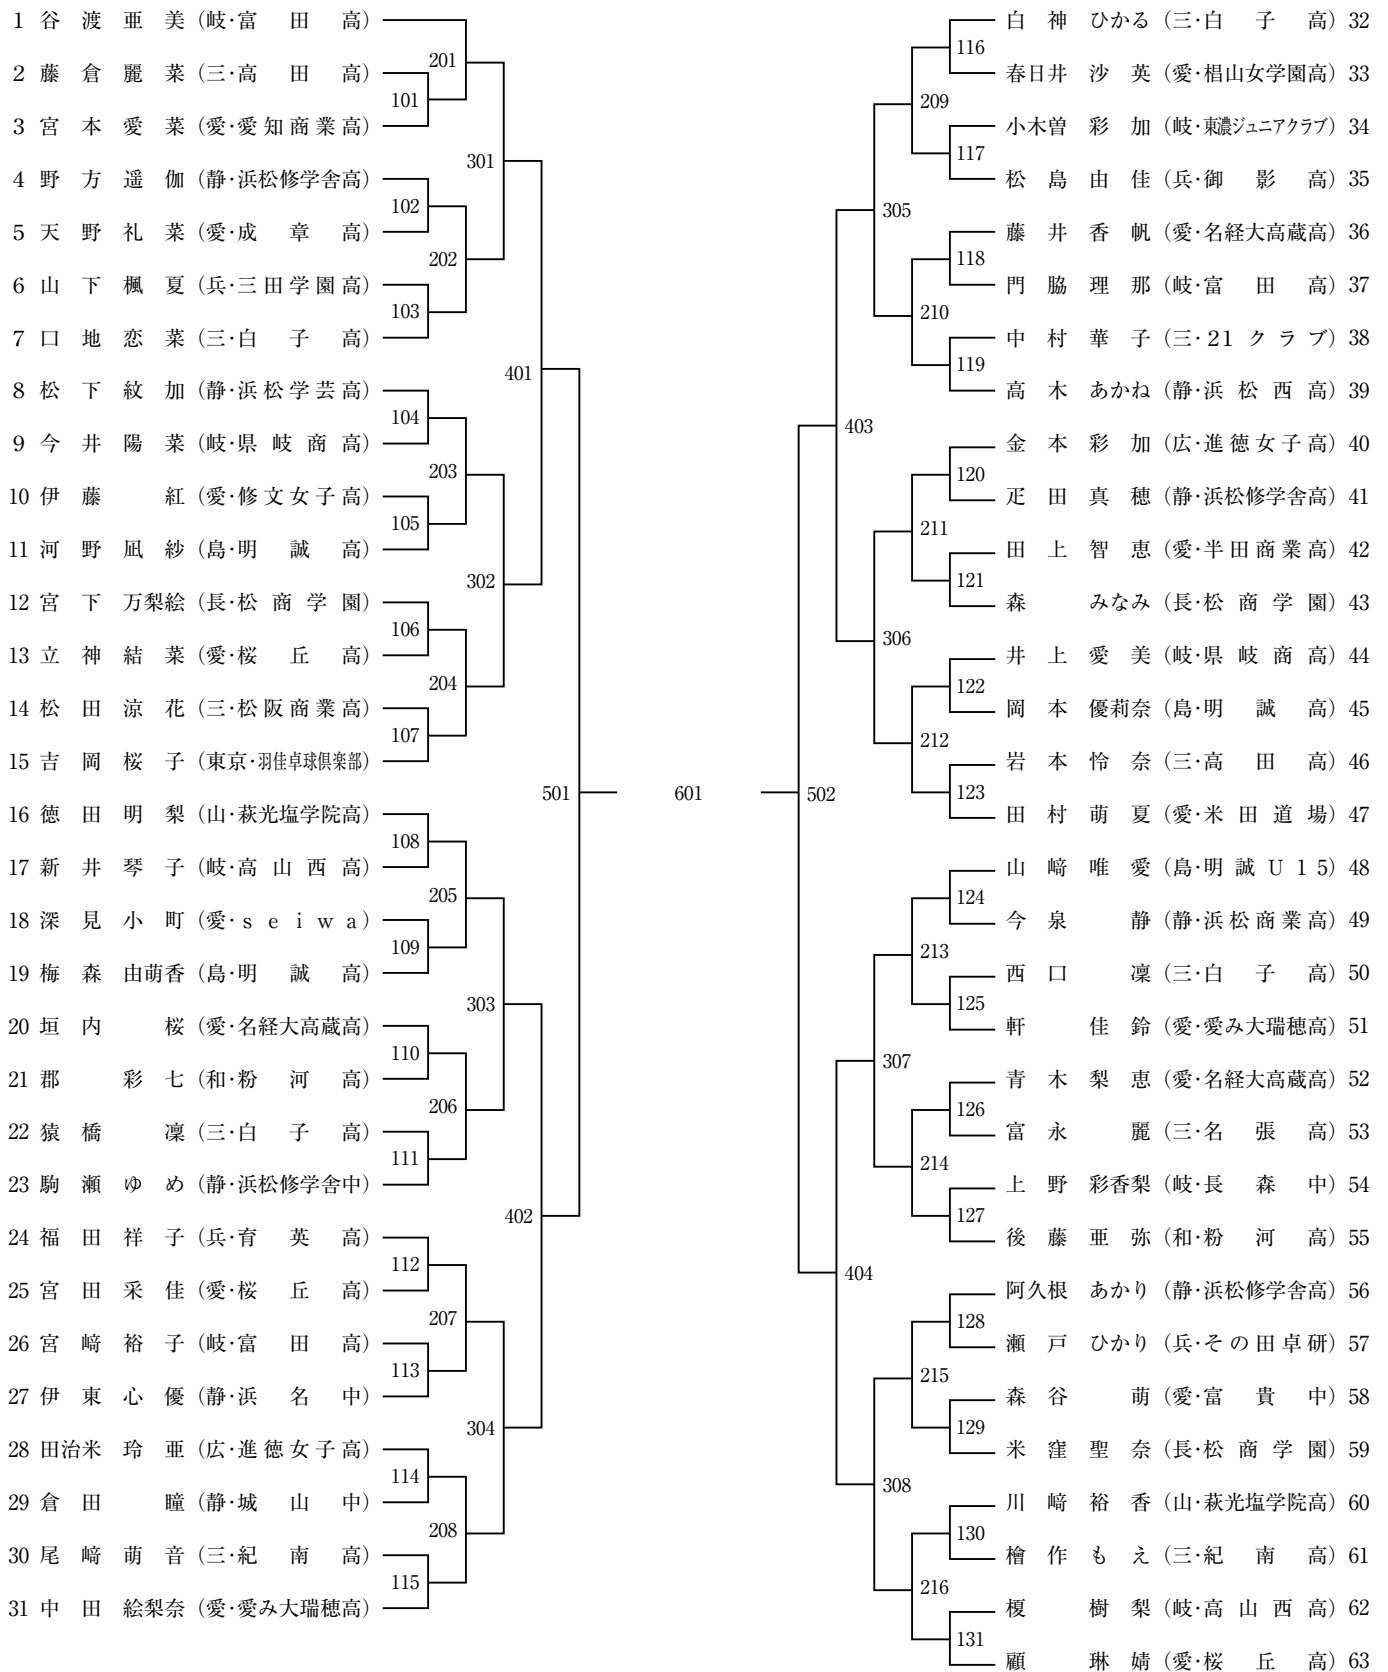 1 谷渡亜美 (岐·富田高)
2 藤倉麗菜 (三·高田高)
3 宮本愛菜 (愛·愛知商業高)
4 野方遥伽 (静·浜松修学舎高)
5 天野礼菜 (愛·成章高)
6 山下楓夏 (兵·三田学園高)
7 口地恋菜 (三·白子高)
8 松下紋加 (静·浜松学芸高)
9 今井陽菜 (岐·県岐商高)
10 伊藤紅 (愛·修文女子高)
11 河野凪紗 (島·明誠高)
12 宮下万梨絵 (長·松商学園)
13 立神結菜 (愛·桜丘高)
14 松田涼花 (三·松阪商業高)
15 吉岡桜子 (東京·羽佳卓球倶楽部)
16 徳田明梨 (山·萩光塩学院高)
17 新井琴子 (岐·高山西高)
18 深見小町 (愛·seiwa)
19 梅森由萌香 (島·明誠高)
20 垣内桜 (愛·名経大高蔵高)
21 郡彩七 (和·粉河高)
22 猿橋凜 (三·白子高)
23 駒瀬ゆめ (静·浜松修学舎中)
24 福田祥子 (兵·育英高)
25 宮田采佳 (愛·桜丘高)
26 宮﨑裕子 (岐·富田高)
27 伊東心優 (静·浜名中)
28 田治米玲亜 (広·進徳女子高)
29 倉田瞳 (静·城山中)
30 尾﨑萌音 (三·紀南高)
31 中田絵梨奈 (愛·愛み大瑞穂高)
101
102
103
104
105
106
107
108
109
110
111
112
113
114
115
201
202
203
204
205
206
207
208
301
302
303
304
401
402
501
601
502
403
404
305
306
307
308
209
210
211
212
213
214
215
216
116
117
118
119
120
121
122
123
124
125
126
127
128
129
130
131
白神ひかる (三·白子高) 32
春日井沙英 (愛·椙山女学園高) 33
小木曽彩加 (岐·東濃ジュニアクラブ) 34
松島由佳 (兵·御影高) 35
藤井香帆 (愛·名経大高蔵高) 36
門脇理那 (岐·富田高) 37
中村華子 (三·21クラブ) 38
高木あかね (静·浜松西高) 39
金本彩加 (広·進徳女子高) 40
疋田真穂 (静·浜松修学舎高) 41
田上智恵 (愛·半田商業高) 42
森みなみ (長·松商学園) 43
井上愛美 (岐·県岐商高) 44
岡本優莉奈 (島·明誠高) 45
岩本怜奈 (三·高田高) 46
田村萌夏 (愛·米田道場) 47
山﨑唯愛 (島·明誠U15) 48
今泉静 (静·浜松商業高) 49
西口凜 (三·白子高) 50
軒佳鈴 (愛·愛み大瑞穂高) 51
青木梨恵 (愛·名経大高蔵高) 52
富永麗 (三·名張高) 53
上野彩香梨 (岐·長森中) 54
後藤亜弥 (和·粉河高) 55
阿久根あかり (静·浜松修学舎高) 56
瀬戸ひかり (兵·その田卓研) 57
森谷萌 (愛·富貴中) 58
米窪聖奈 (長·松商学園) 59
川﨑裕香 (山·萩光塩学院高) 60
檜作もえ (三·紀南高) 61
榎樹梨 (岐·高山西高) 62
顧琳婧 (愛·桜丘高) 63